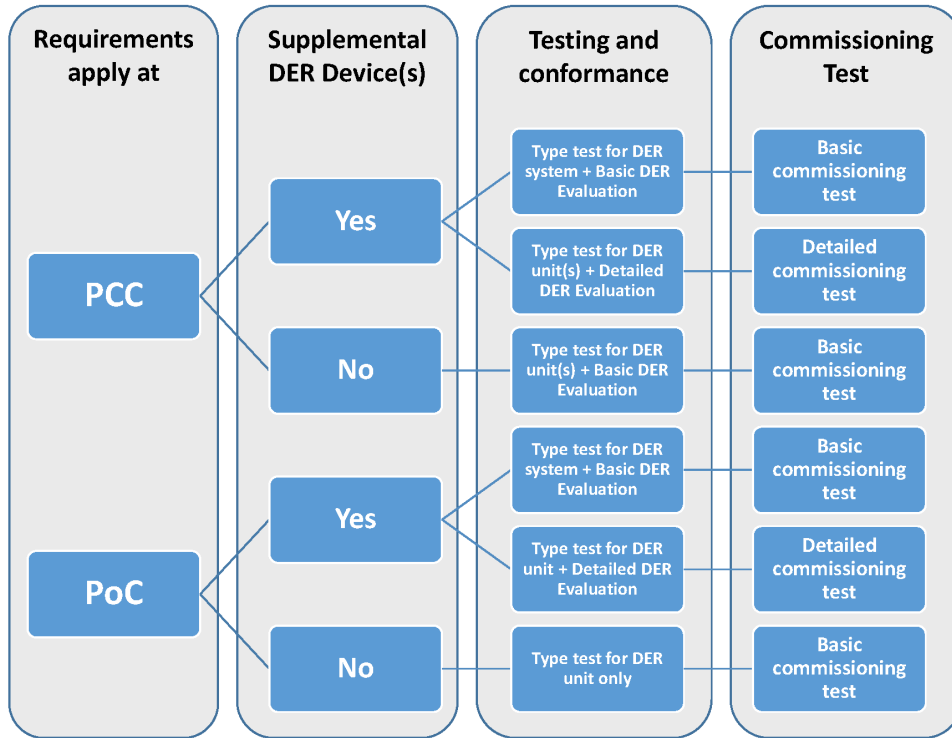 Requirements
apply at
Supplemental
DER Device(s)
Testing and
conformance
Commissioning
Test
PCC
Yes
Type test for DER
system + Basic DER
Evaluation
Basic
commissioning
test
Type test for DER
unit(s) + Detailed
DER Evaluation
Detailed
commissioning
test
No
Type test for DER
unit(s) + Basic DER
Evaluation
Basic
commissioning
test
PoC
Yes
Type test for DER
system + Basic DER
Evaluation
Basic
commissioning
test
Type test for DER
unit + Detailed DER
Evaluation
Detailed
commissioning
test
No
Type test for DER
unit only
Basic
commissioning
test